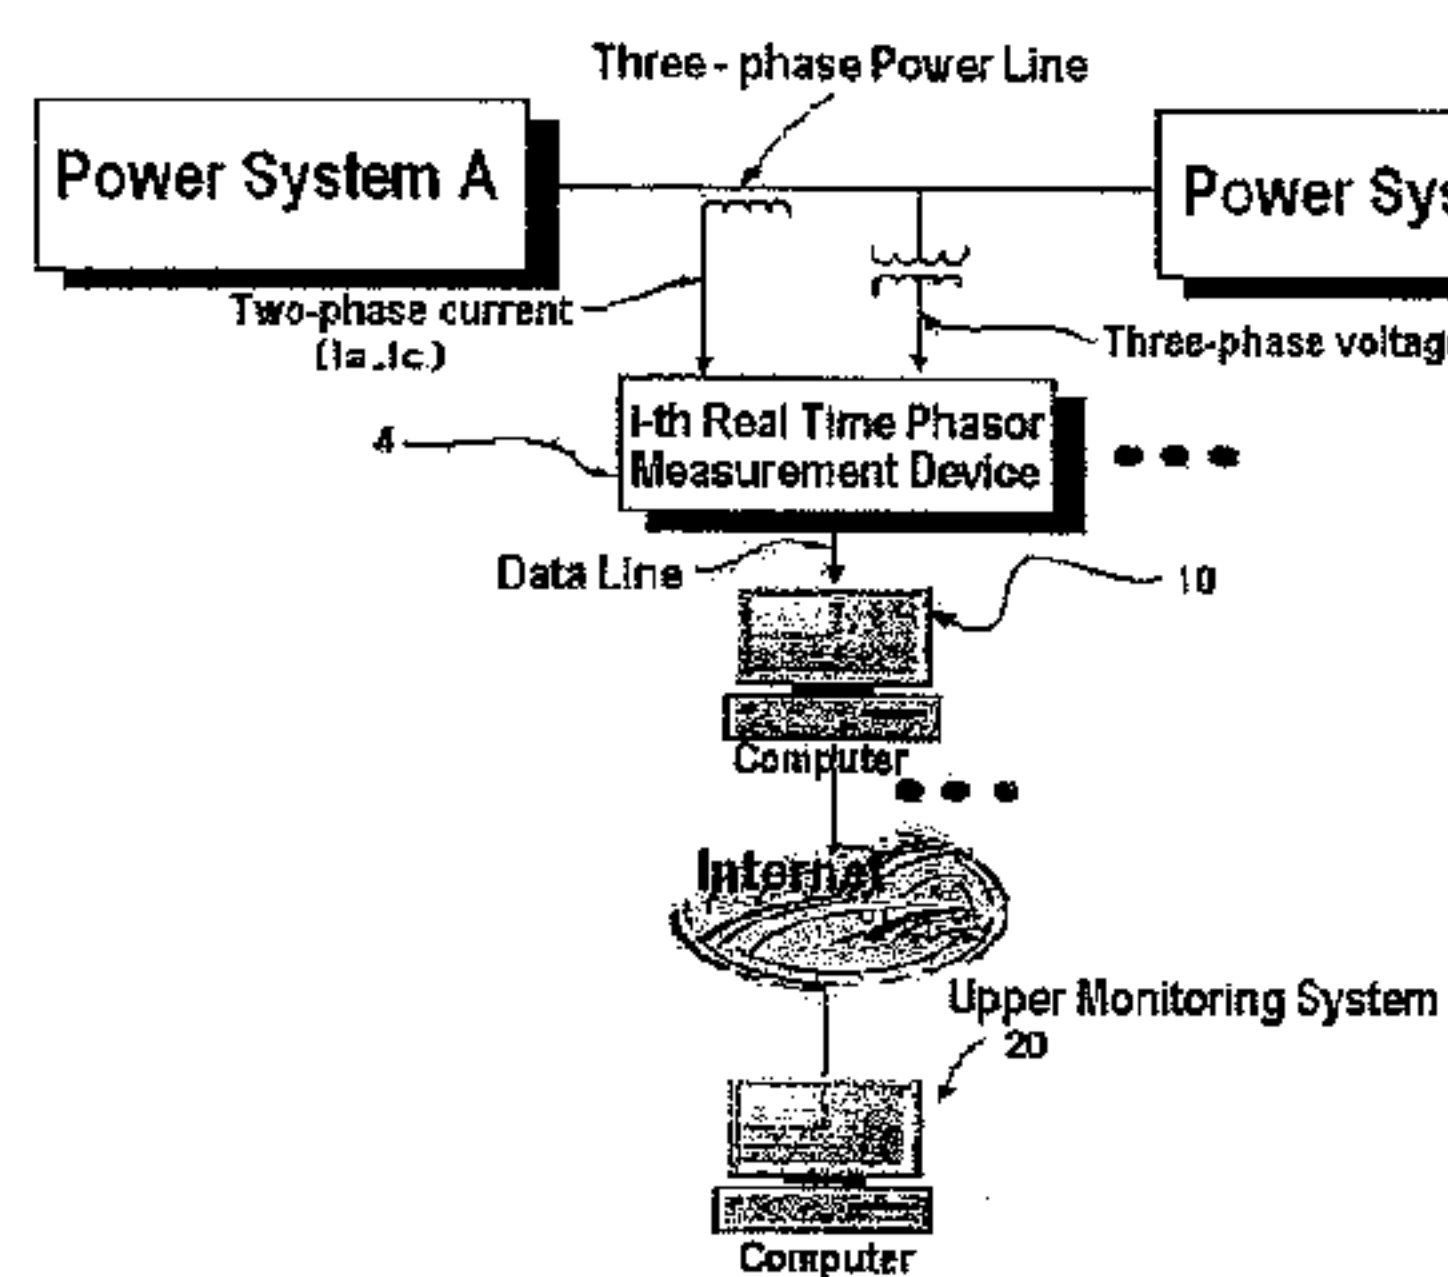 Three - phase Power Line
Power System A
Power Sys
Two-phase current
(Ia,Ic)
Three-phase voltag
i-th Real Time Phasor
Measurement Device
4
Data Line
10
Computer
Internet
Upper Monitoring System
20
Computer